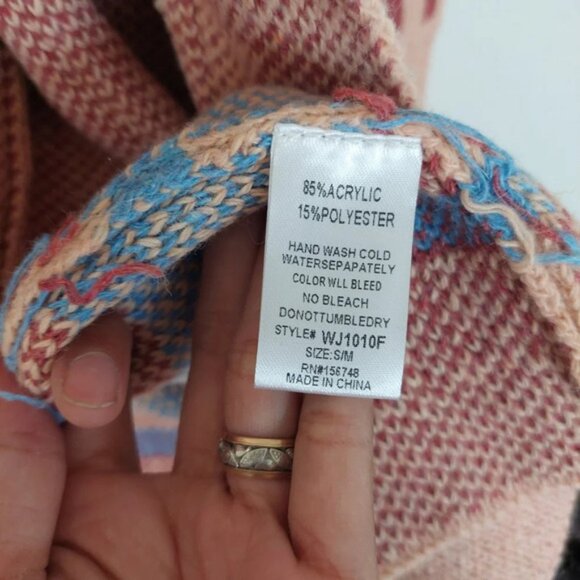 85%ACRYLIC
15%POLYESTER
HAND WASH COLD
WATERSEPAPATELY
COLOR WLL BLEED
NO BLEACH
DONOTTUMBLEDRY
STYLE# WJ1010F
SIZE:S/M
RN#156748
MADE IN CHINA